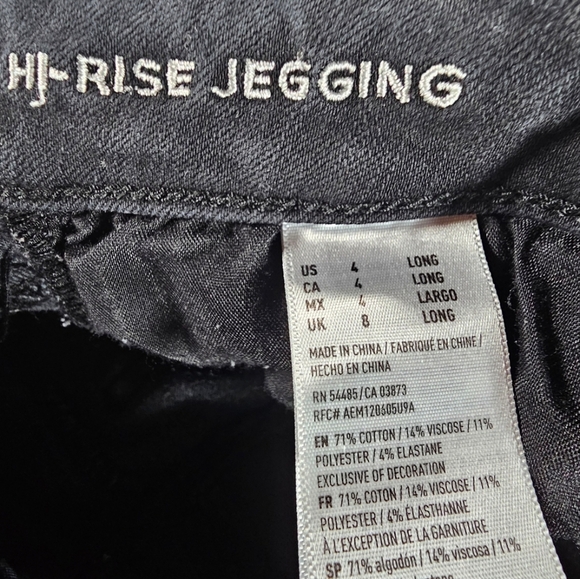 HI-RISE JEGGING
US 4 LONG
CA 4 LONG
MX 4 LARGO
UK 8 LONG
MADE IN CHINA / FABRIQUÉ EN CHINE /
HECHO EN CHINA
RN 54485 / CA 03873
RFC# AEM120605U9A
EN 71% COTTON / 14% VISCOSE / 11%
POLYESTER / 4% ELASTANE
EXCLUSIVE OF DECORATION
FR 71% COTON / 14% VISCOSE / 11%
POLYESTER / 4% ÉLASTHANNE
À L'EXCEPTION DE LA GARNITURE
SP 71% algodón / 14% viscosa / 11%